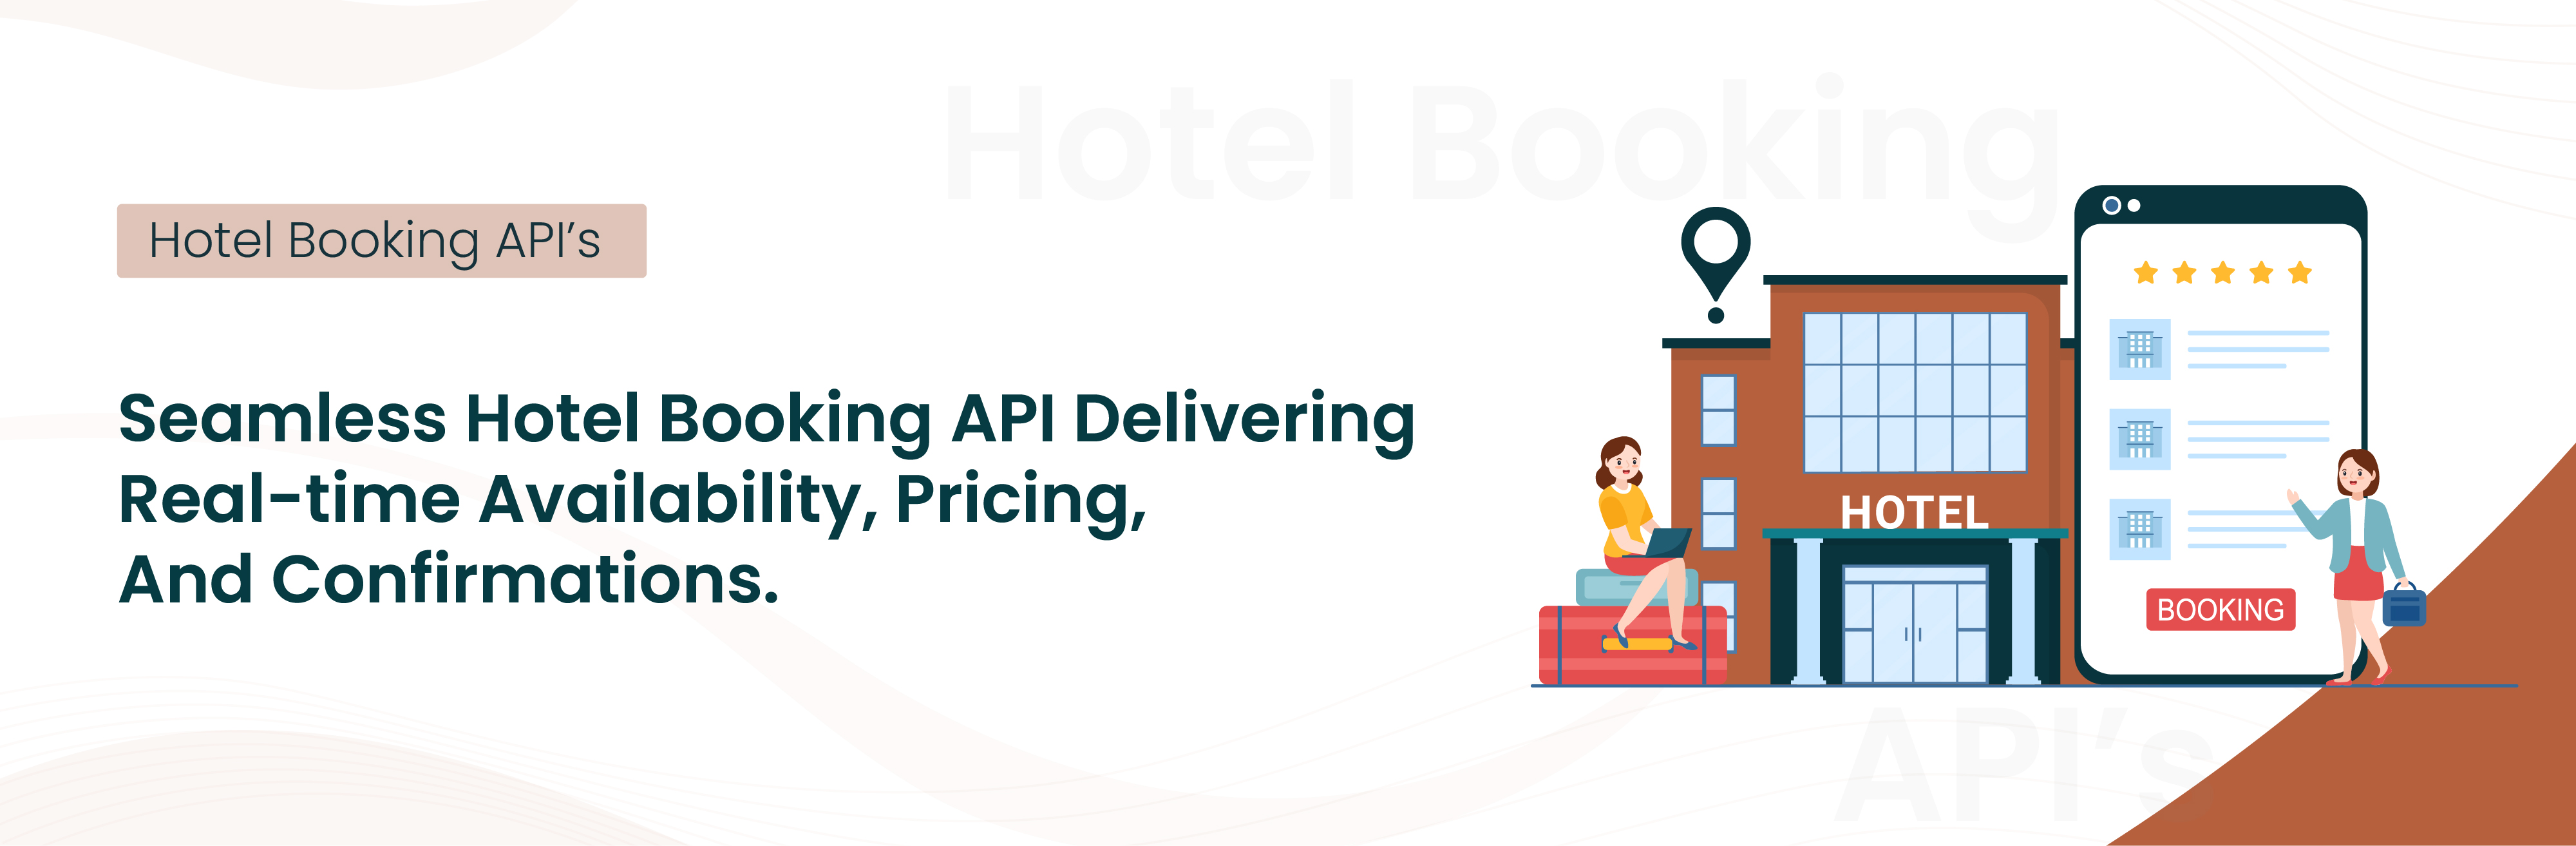 Hotel Booking
Hotel Booking API’s
Seamless Hotel Booking API Delivering
Real-time Availability, Pricing,
And Confirmations.
HOTEL
BOOKING
API’s